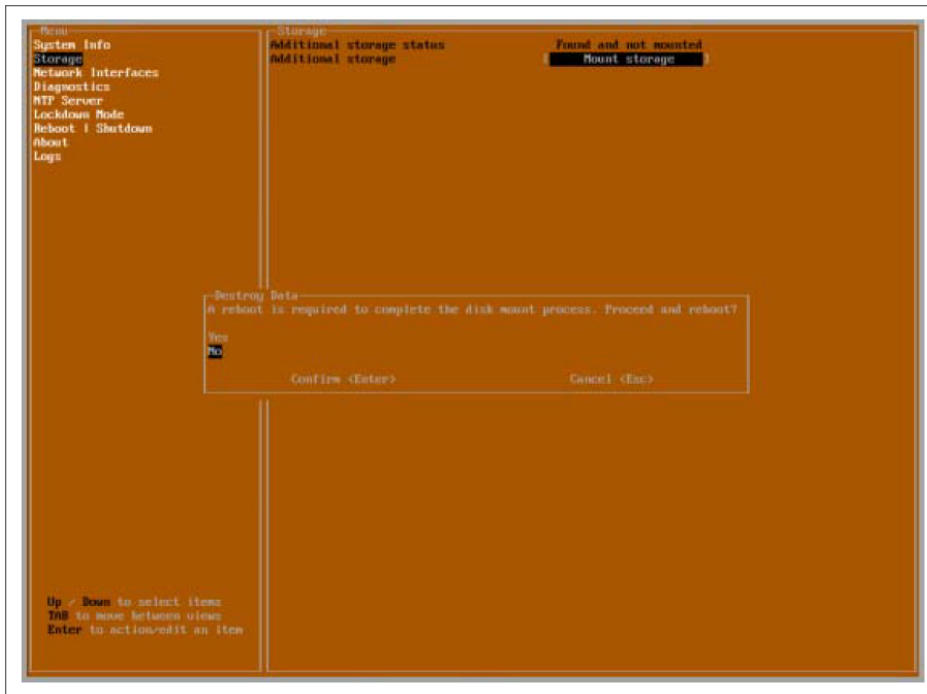 Menu
System Info
Storage
Network Interfaces
Diagnostics
NTP Server
Lockdown Mode
Reboot | Shutdown
About
Logs
Storage
Additional storage status Found and not mounted
Additional storage [ Mount storage ]
Destroy Data
A reboot is required to complete the disk mount process. Proceed and reboot?
Yes
No
Confirm <Enter> Cancel <Esc>
Up / Down to select items
TAB to move between views
Enter to action/edit an item